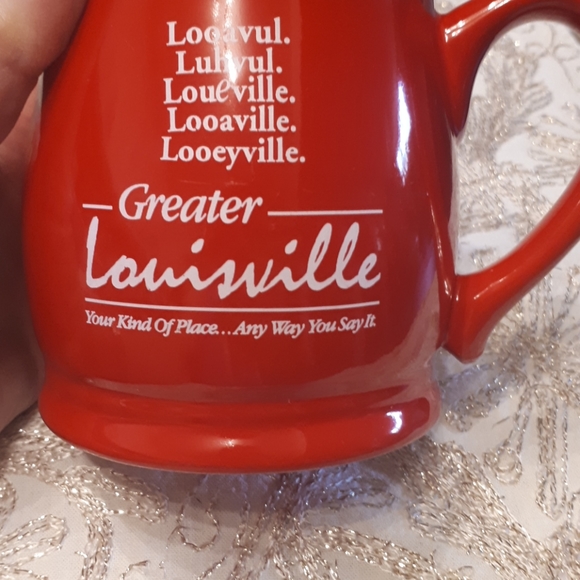 Looavul.
Luhvul.
Loueville.
Looaville.
Looeyville.
Greater
Louisville
Your Kind Of Place...Any Way You Say It.